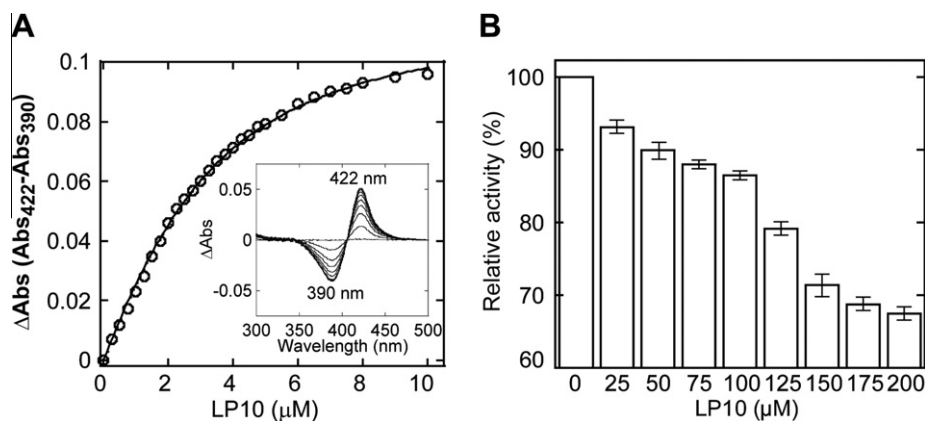 A
ΔAbs (Abs422-Abs390)
0.1
0.08
0.06
0.04
0.02
0
0 2 4 6 8 10
LP10 (μM)
ΔAbs
0.05
0
-0.05
422 nm
390 nm
300 400 500
Wavelength (nm)
B
Relative activity (%)
100
90
80
70
60
0 25 50 75 100 125 150 175 200
LP10 (μM)